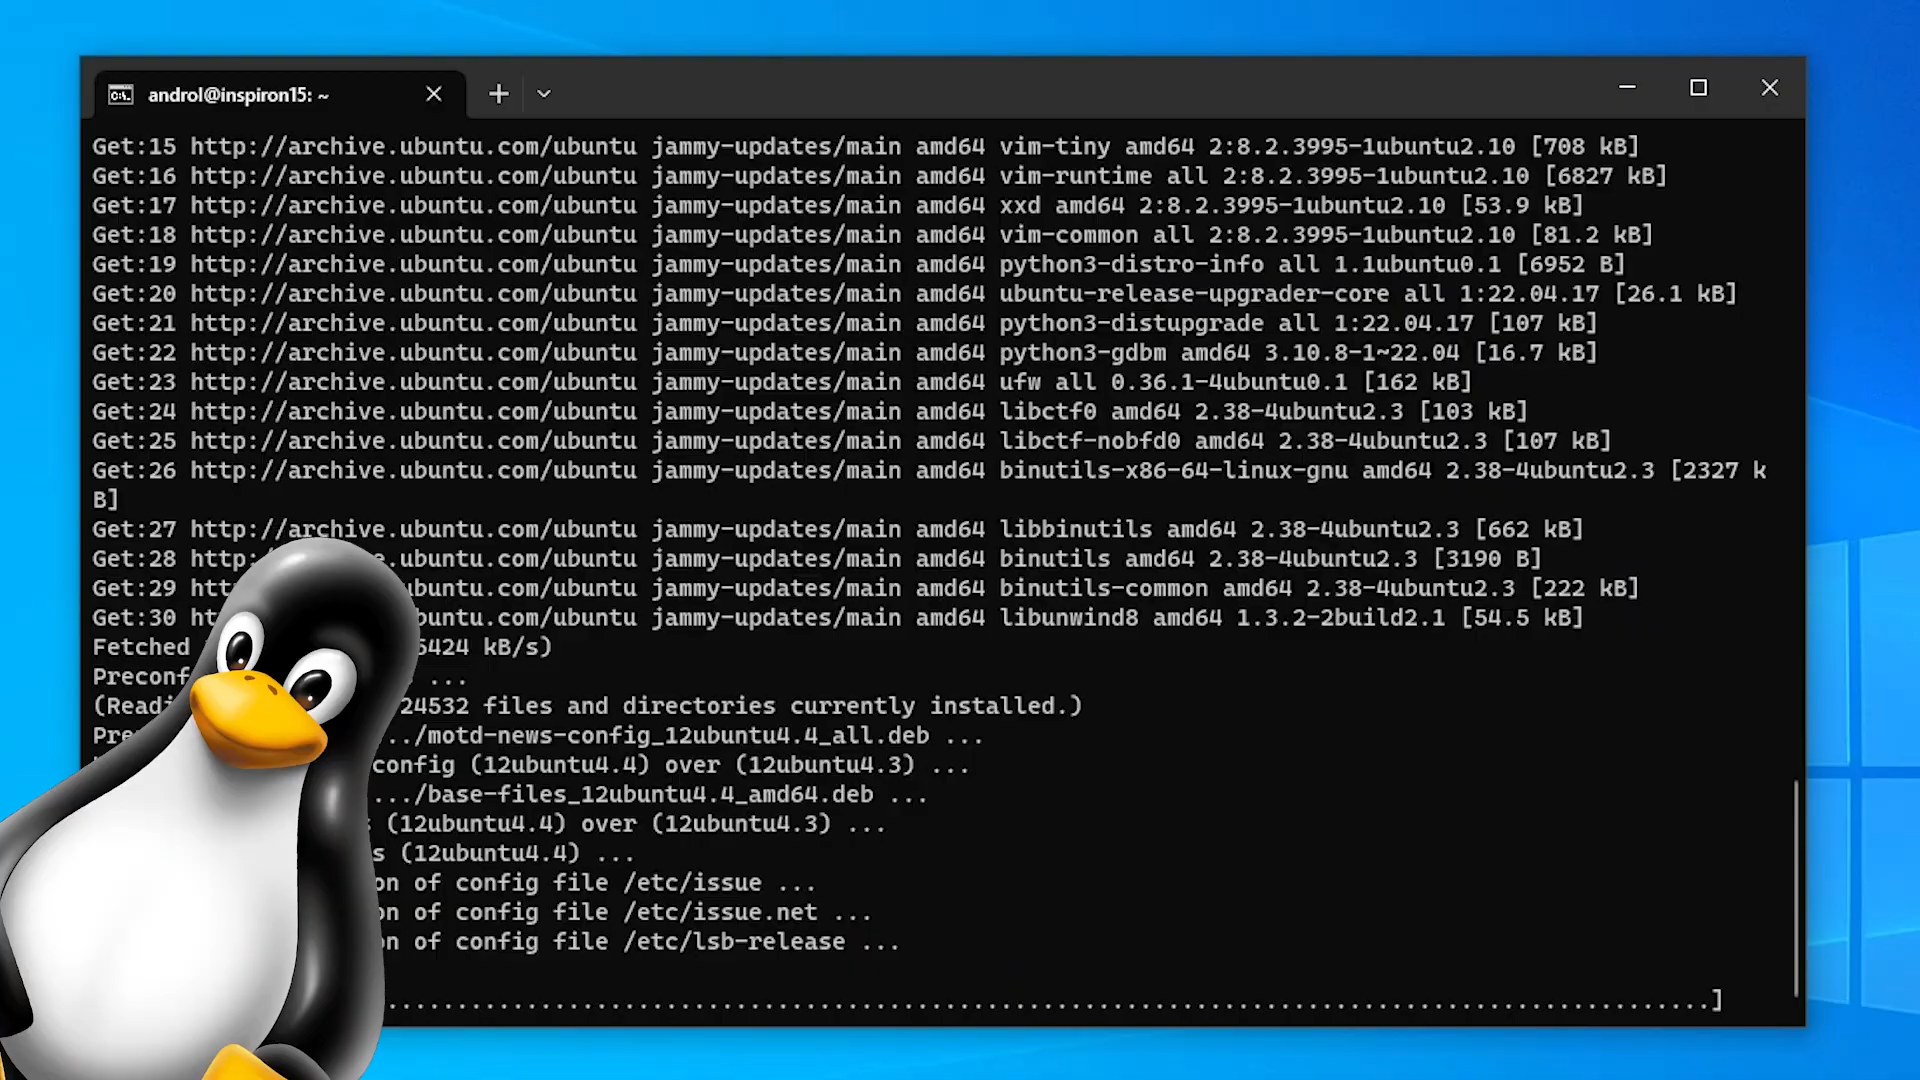 androl@inspiron15: ~
Get:15 http://archive.ubuntu.com/ubuntu jammy-updates/main amd64 vim-tiny amd64 2:8.2.3995-1ubuntu2.10 [708 kB]
Get:16 http://archive.ubuntu.com/ubuntu jammy-updates/main amd64 vim-runtime all 2:8.2.3995-1ubuntu2.10 [6827 kB]
Get:17 http://archive.ubuntu.com/ubuntu jammy-updates/main amd64 xxd amd64 2:8.2.3995-1ubuntu2.10 [53.9 kB]
Get:18 http://archive.ubuntu.com/ubuntu jammy-updates/main amd64 vim-common all 2:8.2.3995-1ubuntu2.10 [81.2 kB]
Get:19 http://archive.ubuntu.com/ubuntu jammy-updates/main amd64 python3-distro-info all 1.1ubuntu0.1 [6952 B]
Get:20 http://archive.ubuntu.com/ubuntu jammy-updates/main amd64 ubuntu-release-upgrader-core all 1:22.04.17 [26.1 kB]
Get:21 http://archive.ubuntu.com/ubuntu jammy-updates/main amd64 python3-distupgrade all 1:22.04.17 [107 kB]
Get:22 http://archive.ubuntu.com/ubuntu jammy-updates/main amd64 python3-gdbm amd64 3.10.8-1~22.04 [16.7 kB]
Get:23 http://archive.ubuntu.com/ubuntu jammy-updates/main amd64 ufw all 0.36.1-4ubuntu0.1 [162 kB]
Get:24 http://archive.ubuntu.com/ubuntu jammy-updates/main amd64 libctf0 amd64 2.38-4ubuntu2.3 [103 kB]
Get:25 http://archive.ubuntu.com/ubuntu jammy-updates/main amd64 libctf-nobfd0 amd64 2.38-4ubuntu2.3 [107 kB]
Get:26 http://archive.ubuntu.com/ubuntu jammy-updates/main amd64 binutils-x86-64-linux-gnu amd64 2.38-4ubuntu2.3 [2327 k
B]
Get:27 http://archive.ubuntu.com/ubuntu jammy-updates/main amd64 libbinutils amd64 2.38-4ubuntu2.3 [662 kB]
Get:28 http: .ubuntu.com/ubuntu jammy-updates/main amd64 binutils amd64 2.38-4ubuntu2.3 [3190 B]
Get:29 ht ubuntu.com/ubuntu jammy-updates/main amd64 binutils-common amd64 2.38-4ubuntu2.3 [222 kB]
Get:30 ht ubuntu.com/ubuntu jammy-updates/main amd64 libunwind8 amd64 1.3.2-2build2.1 [54.5 kB]
Fetched 424 kB/s)
Preconf ...
(Readi 24532 files and directories currently installed.)
Pre ../motd-news-config_12ubuntu4.4_all.deb ...
config (12ubuntu4.4) over (12ubuntu4.3) ...
.../base-files_12ubuntu4.4_amd64.deb ...
(12ubuntu4.4) over (12ubuntu4.3) ...
s (12ubuntu4.4) ...
on of config file /etc/issue ...
on of config file /etc/issue.net ...
on of config file /etc/lsb-release ...
...............................................................................................]